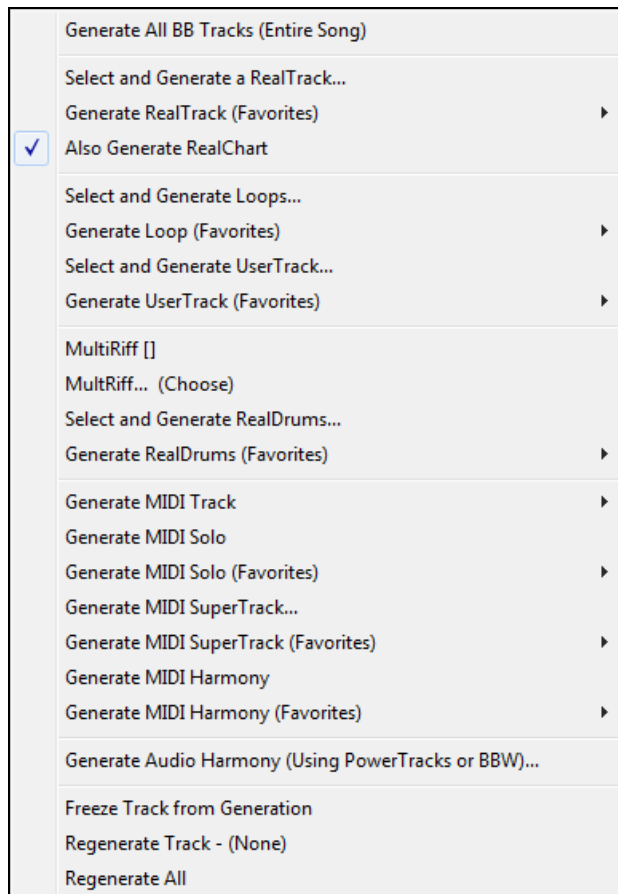 Generate All BB Tracks (Entire Song)
Select and Generate a RealTrack...
Generate RealTrack (Favorites)
Also Generate RealChart
Select and Generate Loops...
Generate Loop (Favorites)
Select and Generate UserTrack...
Generate UserTrack (Favorites)
MultiRiff []
MultRiff... (Choose)
Select and Generate RealDrums...
Generate RealDrums (Favorites)
Generate MIDI Track
Generate MIDI Solo
Generate MIDI Solo (Favorites)
Generate MIDI SuperTrack...
Generate MIDI SuperTrack (Favorites)
Generate MIDI Harmony
Generate MIDI Harmony (Favorites)
Generate Audio Harmony (Using PowerTracks or BBW)...
Freeze Track from Generation
Regenerate Track - (None)
Regenerate All